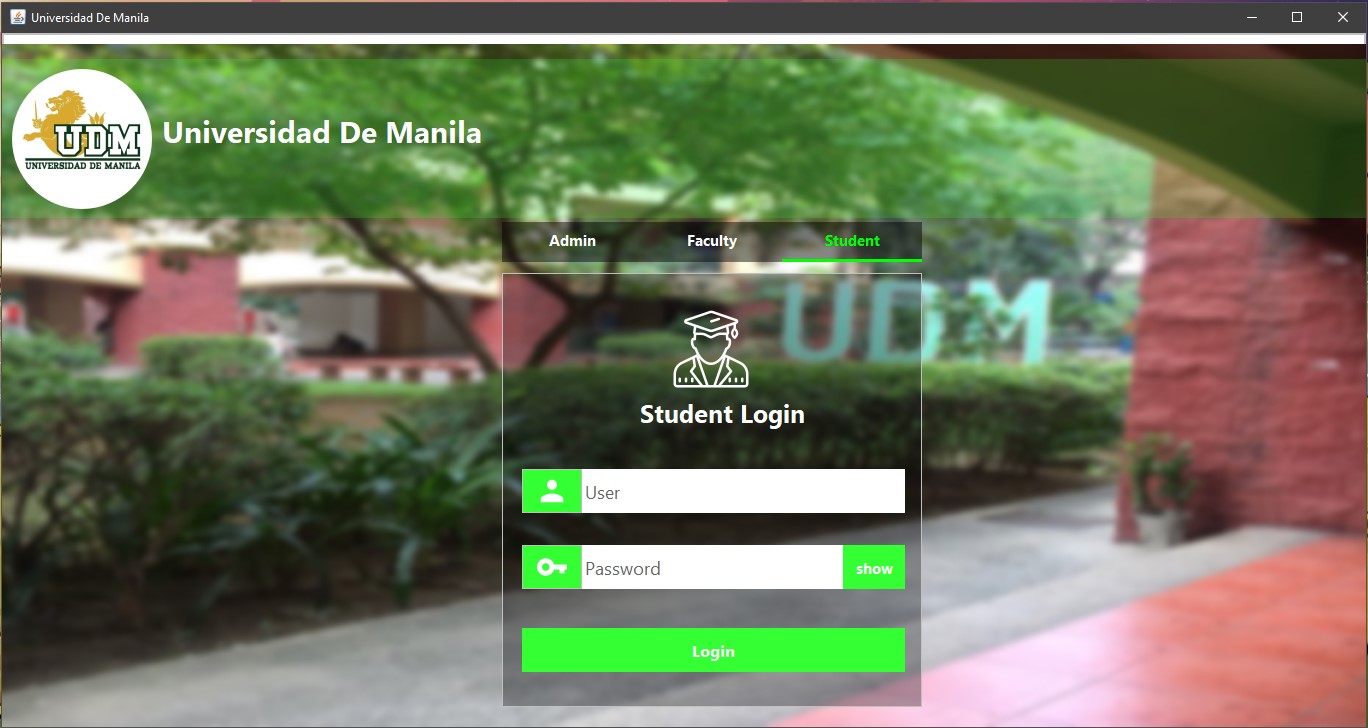 Universidad De Manila
UDM
UNIVERSIDAD DE MANILA
Universidad De Manila
Admin Faculty Student
UDM
Student Login
User
Password show
Login